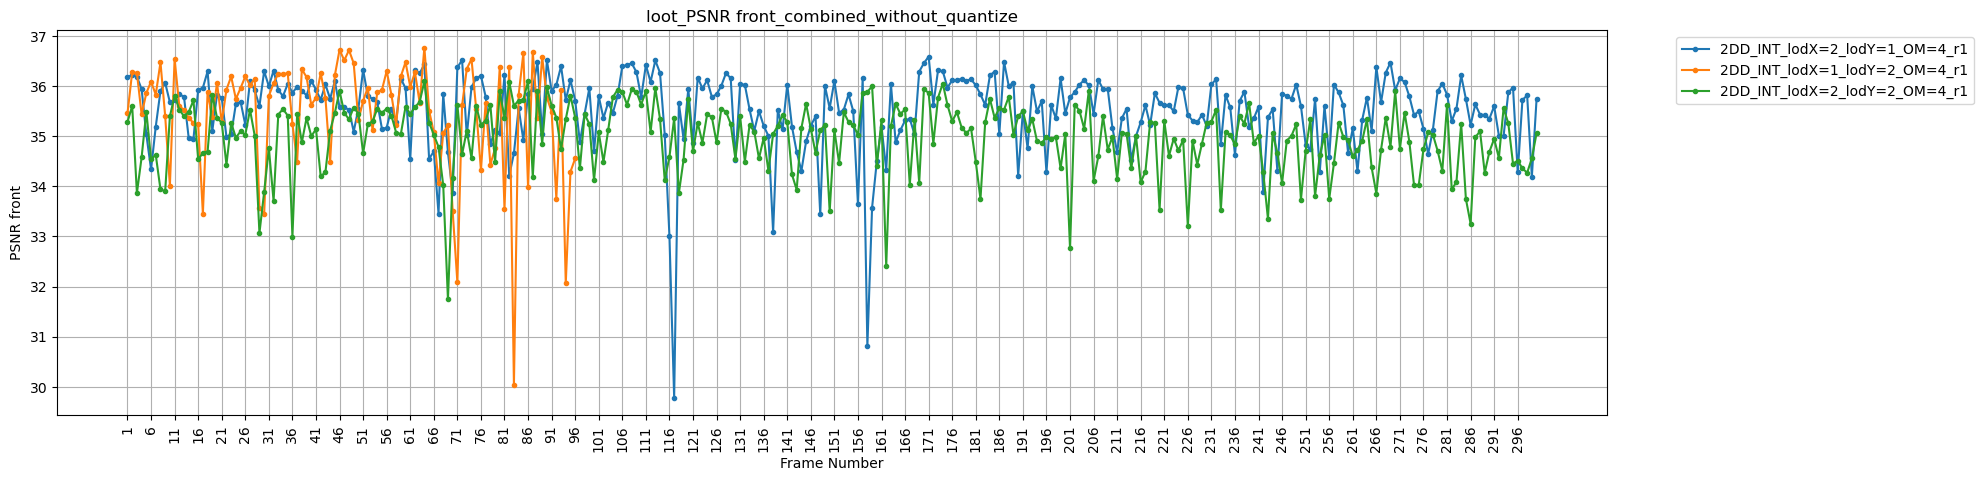 loot_PSNR front_combined_without_quantize
37
36
35
34
33
32
31
30
PSNR front
1 6 11 16 21 26 31 36 41 46 51 56 61 66 71 76 81 86 91 96 101 106 111 116 121 126 131 136 141 146 151 156 161 166 171 176 181 186 191 196 201 206 211 216 221 226 231 236 241 246 251 256 261 266 271 276 281 286 291 296
Frame Number
2DD_INT_lodX=2_lodY=1_OM=4_r1
2DD_INT_lodX=1_lodY=2_OM=4_r1
2DD_INT_lodX=2_lodY=2_OM=4_r1